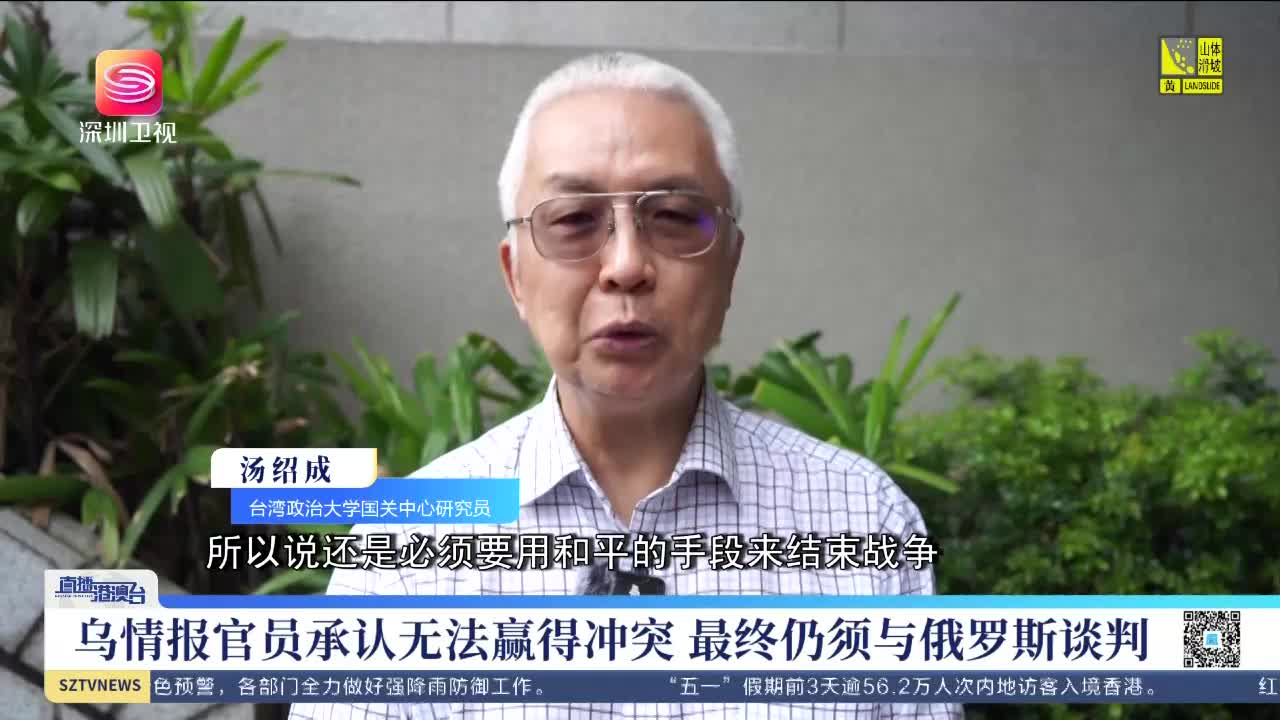 深圳卫视
山体
滑坡
黄 LANDSLIDE
汤绍成
台湾政治大学国关中心研究员
所以说还是必须要用和平的手段来结束战争
直播港澳台
乌情报官员承认无法赢得冲突 最终仍须与俄罗斯谈判
SZTVNEWS
色预警，各部门全力做好强降雨防御工作。 “五一”假期前3天逾56.2万人次内地访客入境香港。 红